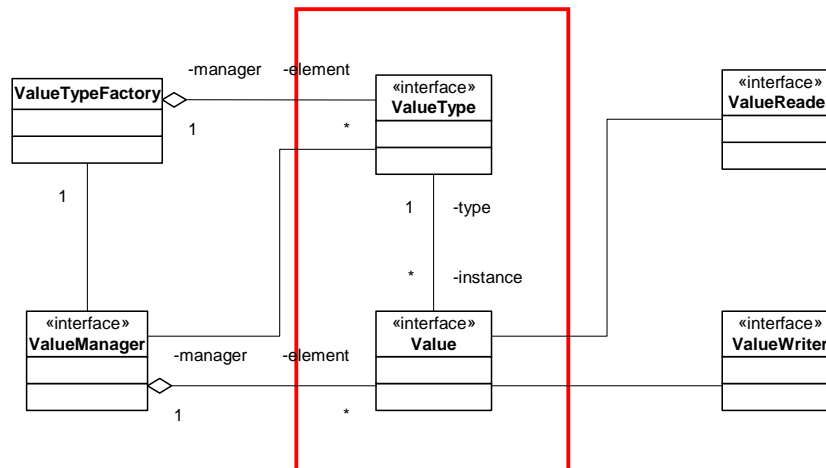 -manager -element
«interface»
ValueType
ValueTypeFactory
«interface»
ValueReade
1 *
1
1 -type
* -instance
«interface»
ValueManager
«interface»
Value
«interface»
ValueWriter
-manager -element
1 *